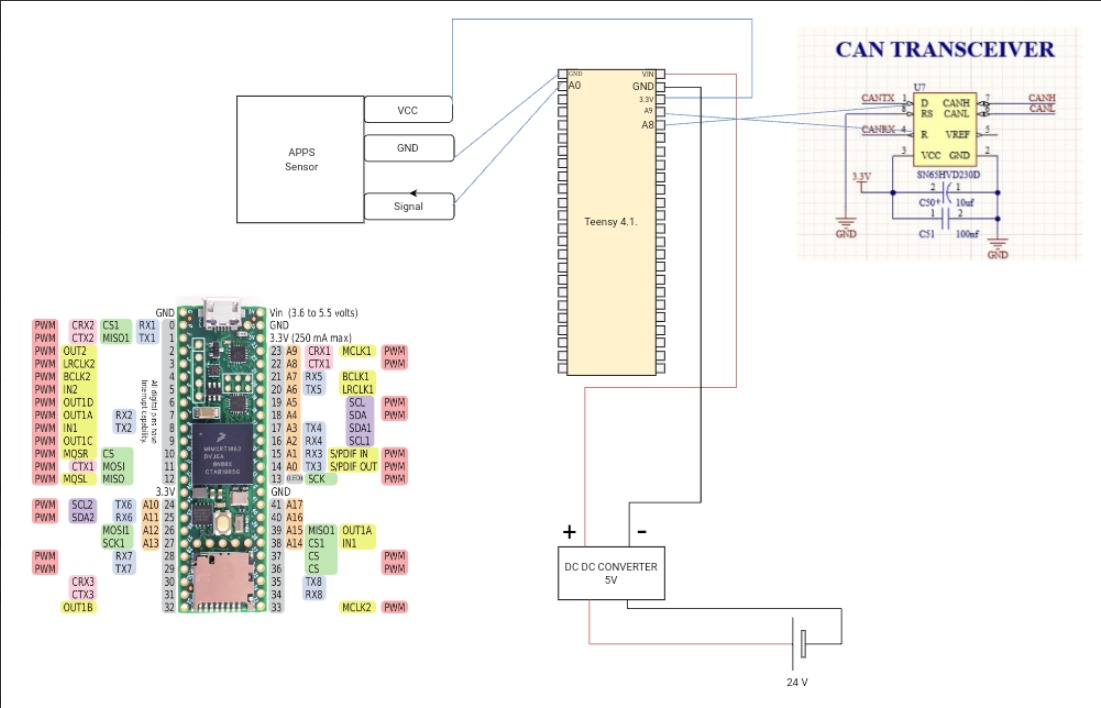 CAN TRANSCEIVER
VCC
GND
Signal
APPS
Sensor
GND
A0
VIN
GND
3.3V
A9
A8
Teensy 4.1.
U7
CANTX 1 D CANH 7 CANH
8 RS CANL 6 CANL
CANRX 4 R VREF 5
3 VCC GND 2
SN65HVD230D
3.3V
2 1
C50+ 10uf
1 2
C51 100nf
GND
GND
GND Vin (3.6 to 5.5 volts)
PWM CRX2 CS1 RX1 0 GND
PWM CTX2 MISO1 TX1 1 3.3V (250 mA max)
PWM OUT2 2 23 A9 CRX1 MCLK1 PWM
PWM LRCLK2 3 22 A8 CTX1 PWM
PWM BCLK2 4 21 A7 RX5 BCLK1
PWM IN2 5 20 A6 TX5 LRCLK1
PWM OUT1D 6 19 A5 SCL PWM
PWM OUT1A RX2 7 18 A4 SDA PWM
PWM IN1 TX2 8 17 A3 TX4 SDA1
PWM OUT1C 9 16 A2 RX4 SCL1
PWM MQSR CS 10 15 A1 RX3 S/PDIF IN PWM
PWM CTX1 MOSI 11 14 A0 TX3 S/PDIF OUT PWM
PWM MQSL MISO 12 13 (LED) SCK PWM
3.3V GND
PWM SCL2 TX6 A10 24 41 A17
PWM SDA2 RX6 A11 25 40 A16
MOSI1 A12 26 39 A15 MISO1 OUT1A
SCK1 A13 27 38 A14 CS1 IN1
PWM RX7 28 37 CS PWM
PWM TX7 29 36 CS PWM
CRX3 30 35 TX8
CTX3 31 34 RX8
OUT1B 32 33 MCLK2 PWM
All digital pins have
Interrupt capability.
+ -
DC DC CONVERTER
5V
24 V